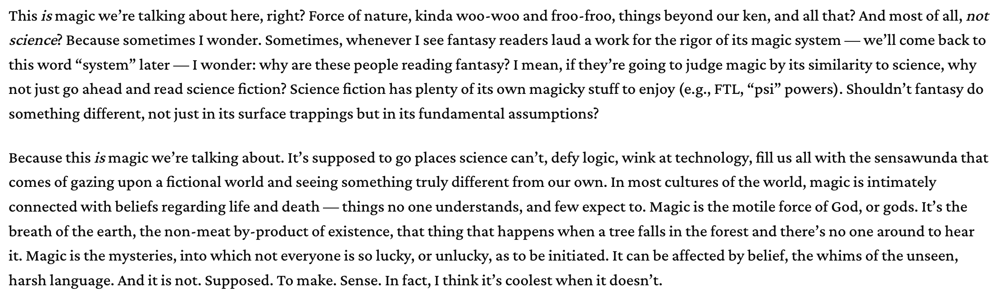 This is magic we’re talking about here, right? Force of nature, kinda woo-woo and froo-froo, things beyond our ken, and all that? And most of all, not
science? Because sometimes I wonder. Sometimes, whenever I see fantasy readers laud a work for the rigor of its magic system — we’ll come back to
this word “system” later — I wonder: why are these people reading fantasy? I mean, if they’re going to judge magic by its similarity to science, why
not just go ahead and read science fiction? Science fiction has plenty of its own magicky stuff to enjoy (e.g., FTL, “psi” powers). Shouldn’t fantasy do
something different, not just in its surface trappings but in its fundamental assumptions?
Because this is magic we’re talking about. It’s supposed to go places science can’t, defy logic, wink at technology, fill us all with the sensawunda that
comes of gazing upon a fictional world and seeing something truly different from our own. In most cultures of the world, magic is intimately
connected with beliefs regarding life and death — things no one understands, and few expect to. Magic is the motile force of God, or gods. It’s the
breath of the earth, the non-meat by-product of existence, that thing that happens when a tree falls in the forest and there’s no one around to hear
it. Magic is the mysteries, into which not everyone is so lucky, or unlucky, as to be initiated. It can be affected by belief, the whims of the unseen,
harsh language. And it is not. Supposed. To make. Sense. In fact, I think it’s coolest when it doesn’t.